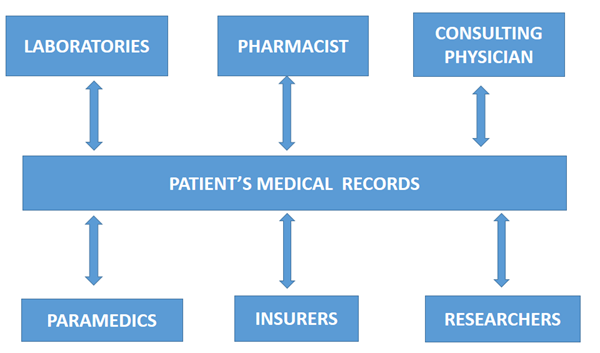 LABORATORIES
PHARMACIST
CONSULTING
PHYSICIAN
PATIENT’S MEDICAL RECORDS
PARAMEDICS
INSURERS
RESEARCHERS